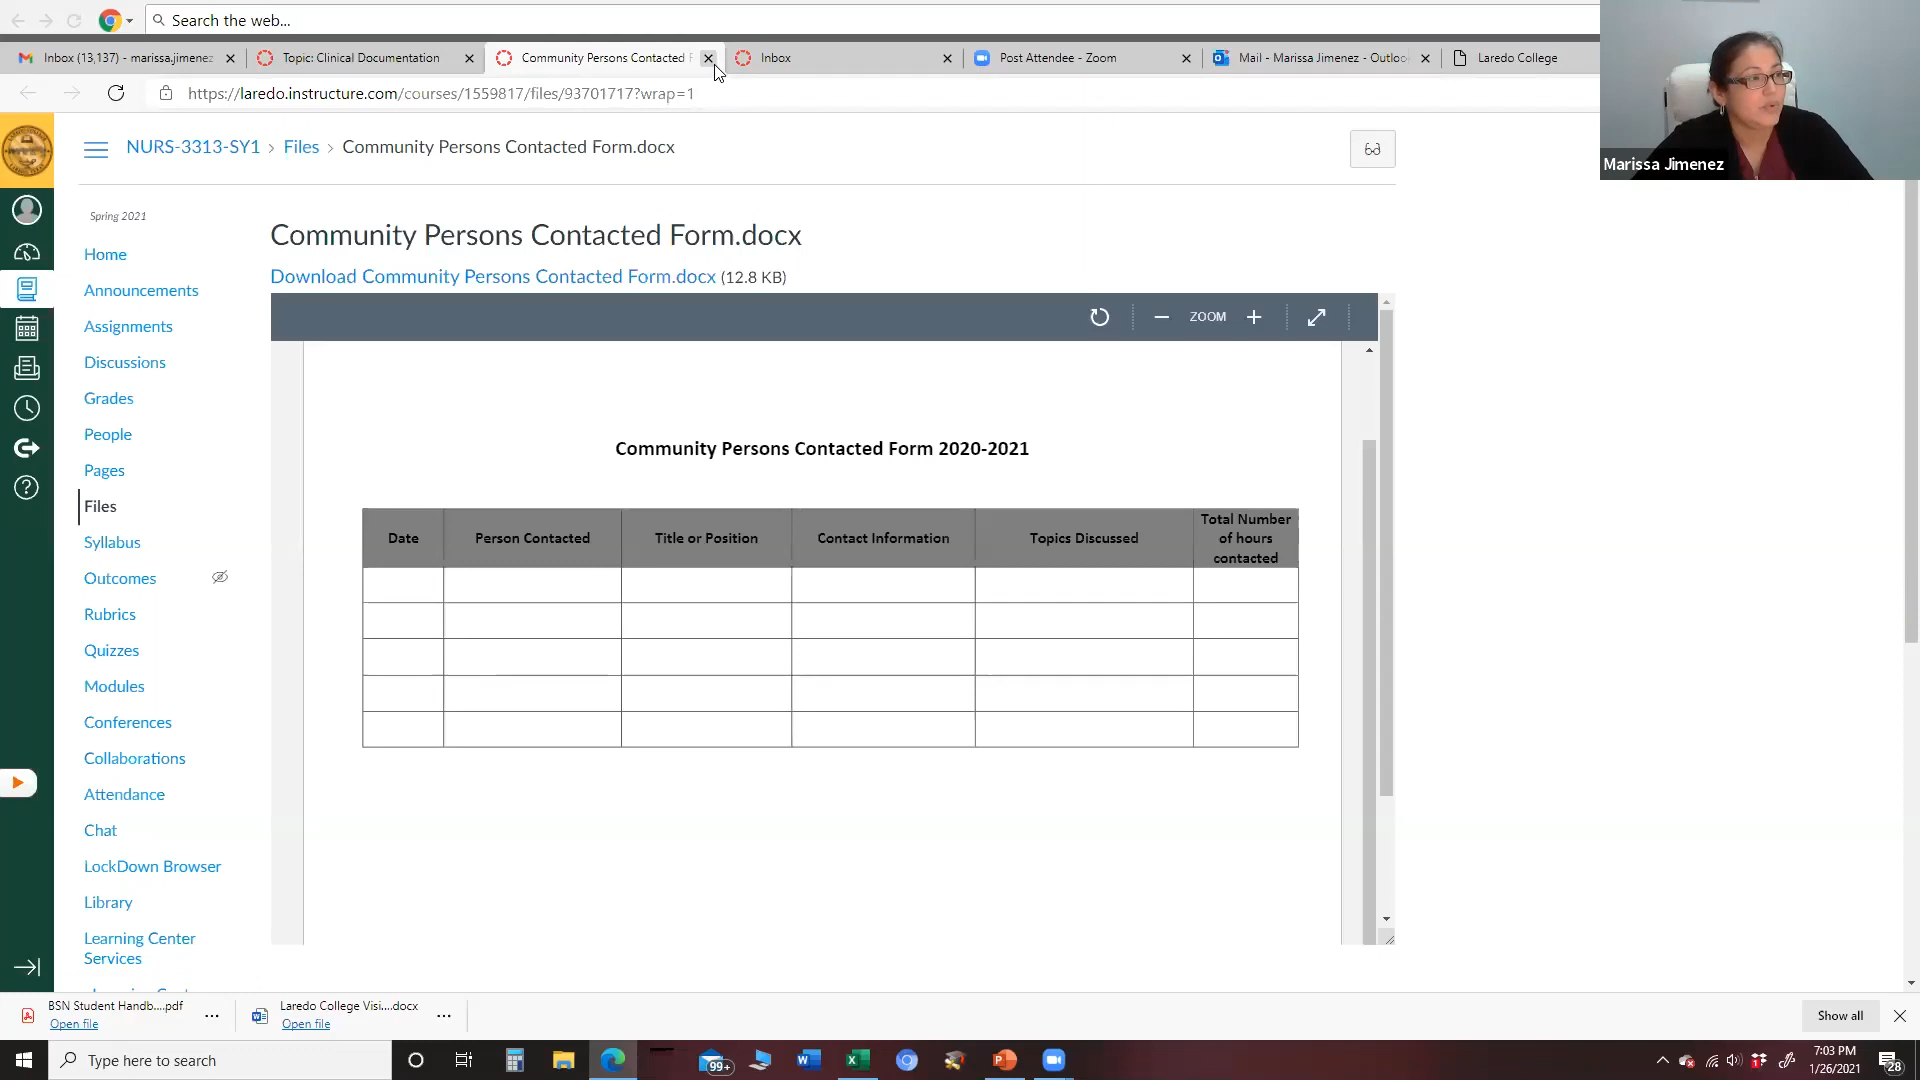 Search the web...
Inbox (13,137) - marissa.jimenez
Topic: Clinical Documentation
Community Persons Contacted F
Inbox
Post Attendee - Zoom
Mail - Marissa Jimenez - Outloo
Laredo College
https://laredo.instructure.com/courses/1559817/files/93701717?wrap=1
Marissa Jimenez
NURS-3313-SY1 › Files › Community Persons Contacted Form.docx
Spring 2021
Home
Announcements
Assignments
Discussions
Grades
People
Pages
Files
Syllabus
Outcomes
Rubrics
Quizzes
Modules
Conferences
Collaborations
Attendance
Chat
LockDown Browser
Library
Learning Center
Services
Community Persons Contacted Form.docx
Download Community Persons Contacted Form.docx (12.8 KB)
ZOOM
Community Persons Contacted Form 2020-2021
Date
Person Contacted
Title or Position
Contact Information
Topics Discussed
Total Number
of hours
contacted
BSN Student Handb....pdf
Open file
Laredo College Visi....docx
Open file
Show all
Type here to search
99+
7:03 PM
1/26/2021
28